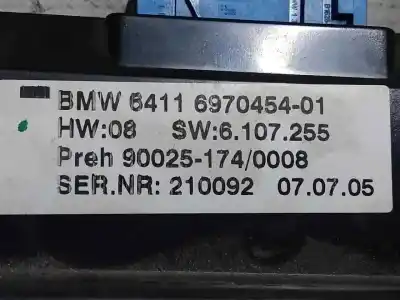 BMW 6411 6970454-01
HW:08 SW:6.107.255
Preh 90025-174/0008
SER.NR: 210092 07.07.05